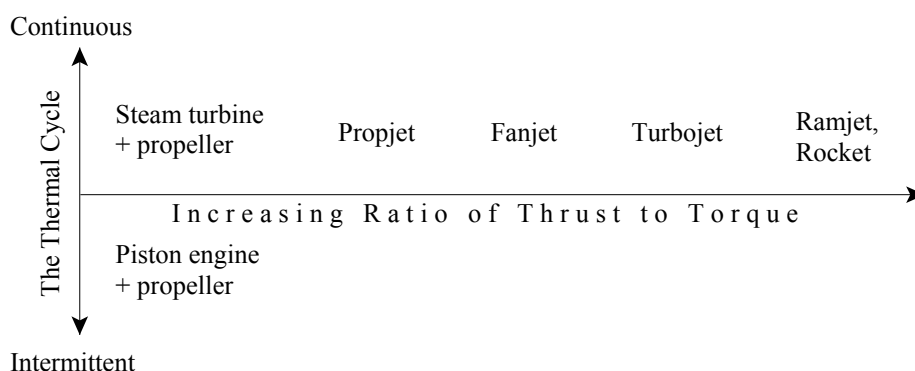 Continuous
The Thermal Cycle
Steam turbine
+ propeller
Propjet
Fanjet
Turbojet
Ramjet,
Rocket
Increasing Ratio of Thrust to Torque
Piston engine
+ propeller
Intermittent